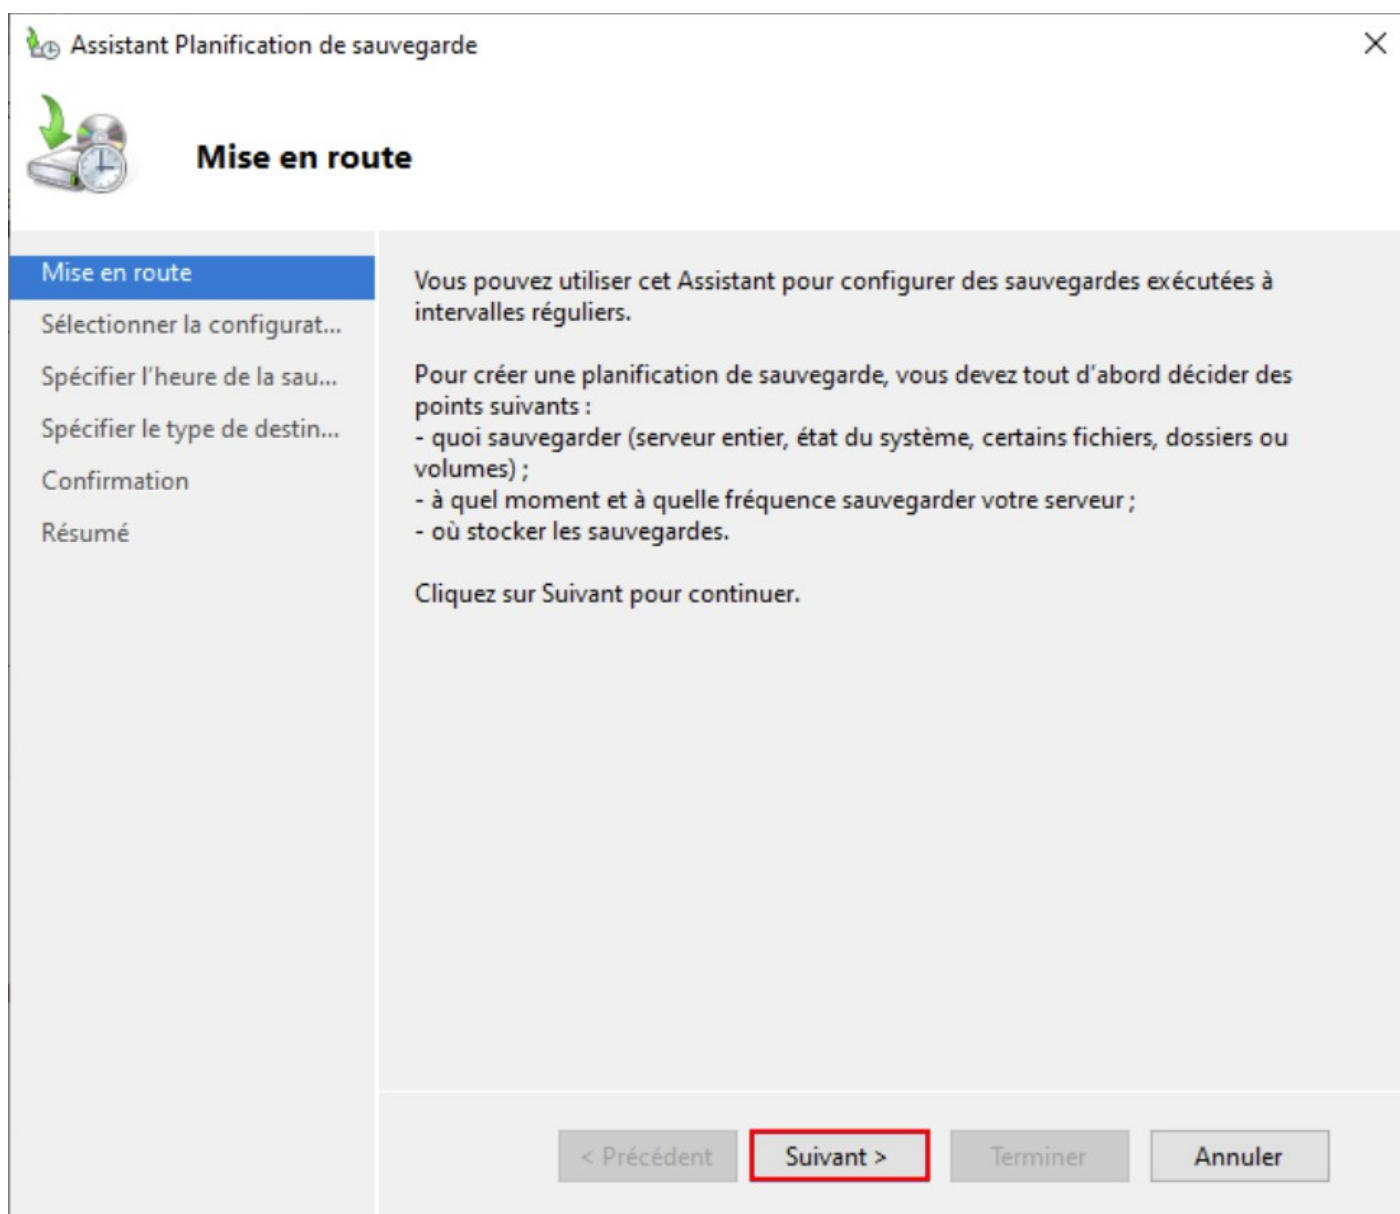 Assistant Planification de sauvegarde
Mise en route
Mise en route
Sélectionner la configurat...
Spécifier l'heure de la sau...
Spécifier le type de destin...
Confirmation
Résumé
Vous pouvez utiliser cet Assistant pour configurer des sauvegardes exécutées à
intervalles réguliers.
Pour créer une planification de sauvegarde, vous devez tout d'abord décider des
points suivants :
- quoi sauvegarder (serveur entier, état du système, certains fichiers, dossiers ou
volumes) ;
- à quel moment et à quelle fréquence sauvegarder votre serveur ;
- où stocker les sauvegardes.
Cliquez sur Suivant pour continuer.
< Précédent
Suivant >
Terminer
Annuler